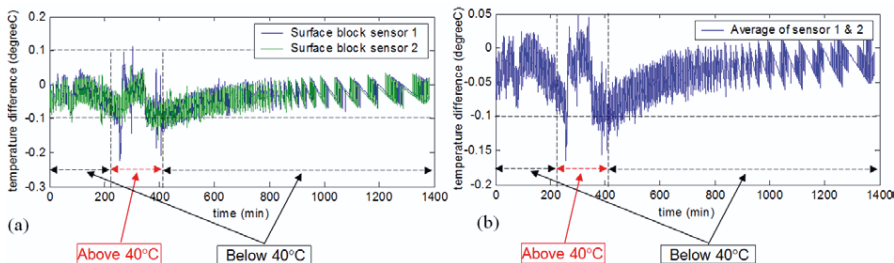 temperature difference (degreeC)
0.2
0.1
0
-0.1
-0.2
-0.3
Surface block sensor 1
Surface block sensor 2
0 200 400 600 800 1000 1200 1400
time (min)
(a)
Above 40°C
Below 40°C
temperature difference (degreeC)
0.05
0
-0.05
-0.1
-0.15
-0.2
Average of sensor 1 & 2
0 200 400 600 800 1000 1200 1400
time (min)
(b)
Above 40°C
Below 40°C